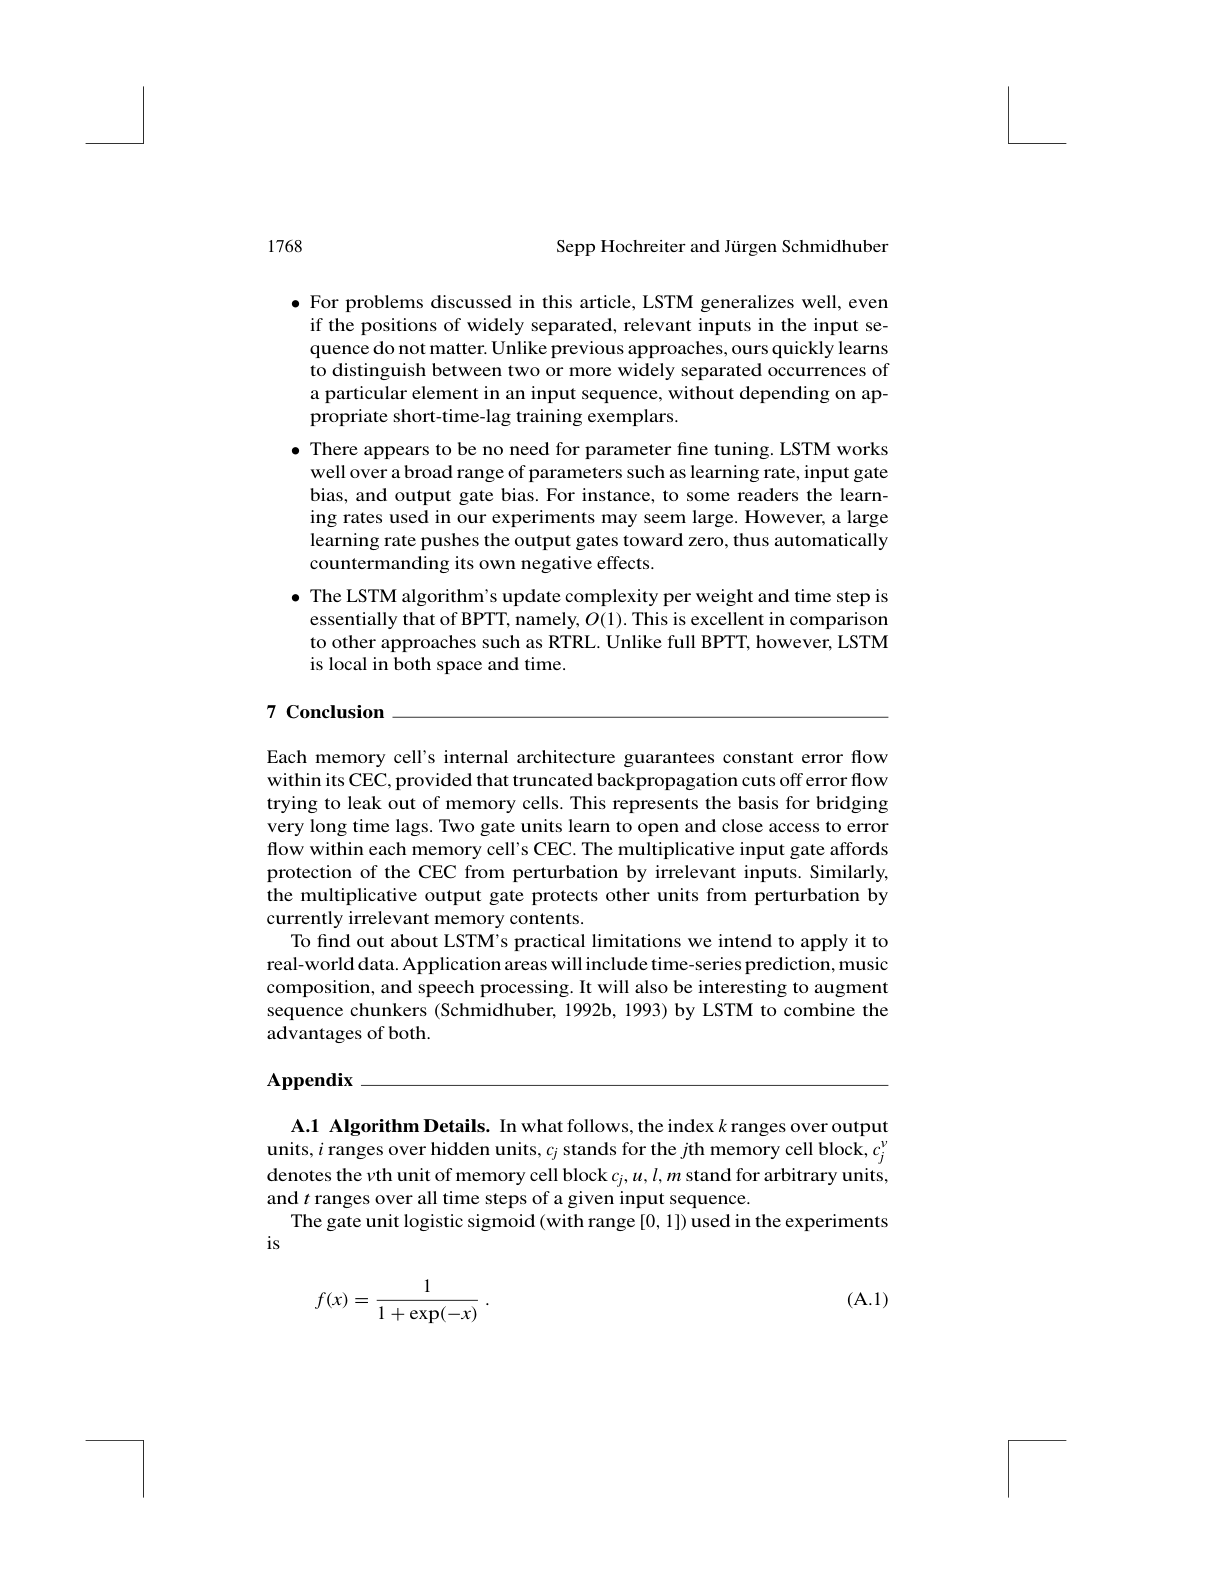 1768 Sepp Hochreiter and Jürgen Schmidhuber
• For problems discussed in this article, LSTM generalizes well, even
if the positions of widely separated, relevant inputs in the input se-
quence do not matter. Unlike previous approaches, ours quickly learns
to distinguish between two or more widely separated occurrences of
a particular element in an input sequence, without depending on ap-
propriate short-time-lag training exemplars.
• There appears to be no need for parameter fine tuning. LSTM works
well over a broad range of parameters such as learning rate, input gate
bias, and output gate bias. For instance, to some readers the learn-
ing rates used in our experiments may seem large. However, a large
learning rate pushes the output gates toward zero, thus automatically
countermanding its own negative effects.
• The LSTM algorithm's update complexity per weight and time step is
essentially that of BPTT, namely, O(1). This is excellent in comparison
to other approaches such as RTRL. Unlike full BPTT, however, LSTM
is local in both space and time.
7 Conclusion
Each memory cell's internal architecture guarantees constant error flow
within its CEC, provided that truncated backpropagation cuts off error flow
trying to leak out of memory cells. This represents the basis for bridging
very long time lags. Two gate units learn to open and close access to error
flow within each memory cell's CEC. The multiplicative input gate affords
protection of the CEC from perturbation by irrelevant inputs. Similarly,
the multiplicative output gate protects other units from perturbation by
currently irrelevant memory contents.
To find out about LSTM's practical limitations we intend to apply it to
real-world data. Application areas will include time-series prediction, music
composition, and speech processing. It will also be interesting to augment
sequence chunkers (Schmidhuber, 1992b, 1993) by LSTM to combine the
advantages of both.
Appendix
A.1 Algorithm Details. In what follows, the index k ranges over output
units, i ranges over hidden units, c_j stands for the jth memory cell block, c_j^v
denotes the vth unit of memory cell block c_j, u, l, m stand for arbitrary units,
and t ranges over all time steps of a given input sequence.
The gate unit logistic sigmoid (with range [0, 1]) used in the experiments
is
f(x) = 1 / (1 + exp(−x)) . (A.1)